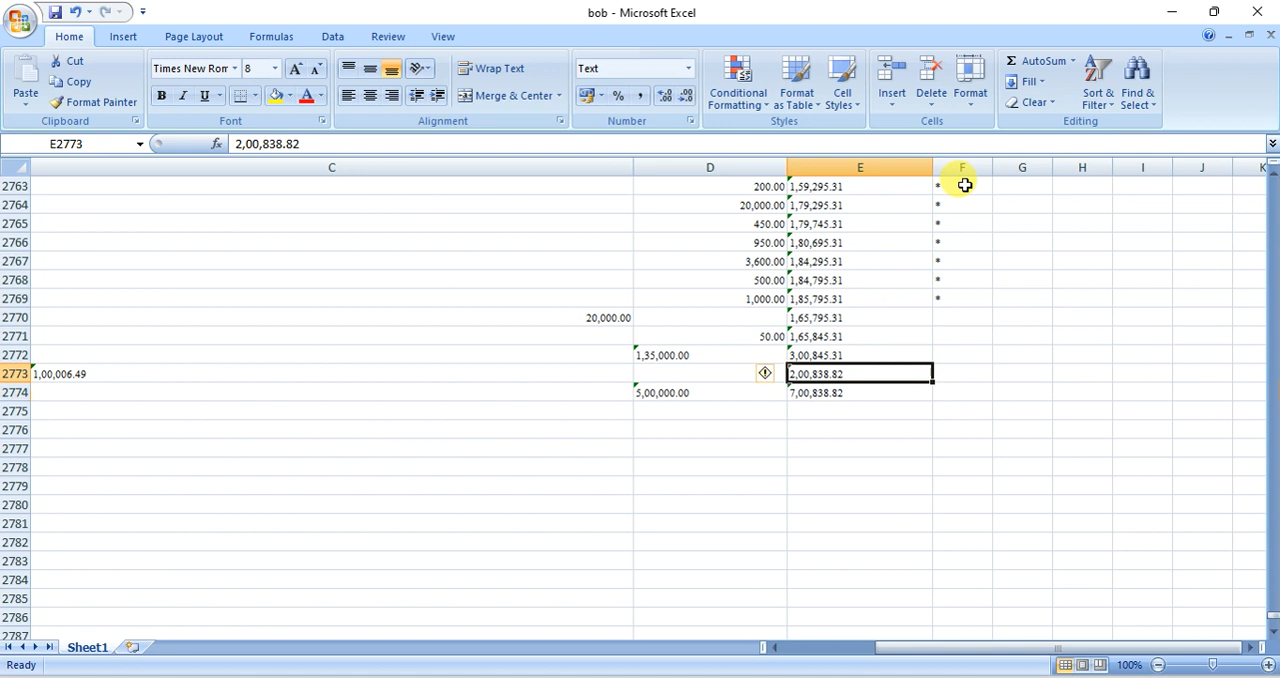 bob - Microsoft Excel
Home Insert Page Layout Formulas Data Review View
Paste Cut Times New Rom 8 Wrap Text Text Conditional Formatting Format as Table Cell Styles Insert Delete Format AutoSum Sort & Filter Find & Select
Copy Fill
Format Painter B I U Merge & Center % , Clear
Clipboard Font Alignment Number Styles Cells Editing
E2773 fx 2,00,838.82
C D E F G H I J K
2763 200.00 1,59,295.31 *
2764 20,000.00 1,79,295.31 *
2765 450.00 1,79,745.31 *
2766 950.00 1,80,695.31 *
2767 3,600.00 1,84,295.31 *
2768 500.00 1,84,795.31 *
2769 1,000.00 1,85,795.31 *
2770 20,000.00 1,65,795.31
2771 50.00 1,65,845.31
2772 1,35,000.00 3,00,845.31
2773 1,00,006.49 2,00,838.82
2774 5,00,000.00 7,00,838.82
2775
2776
2777
2778
2779
2780
2781
2782
2783
2784
2785
2786
2787
Sheet1
Ready 100%